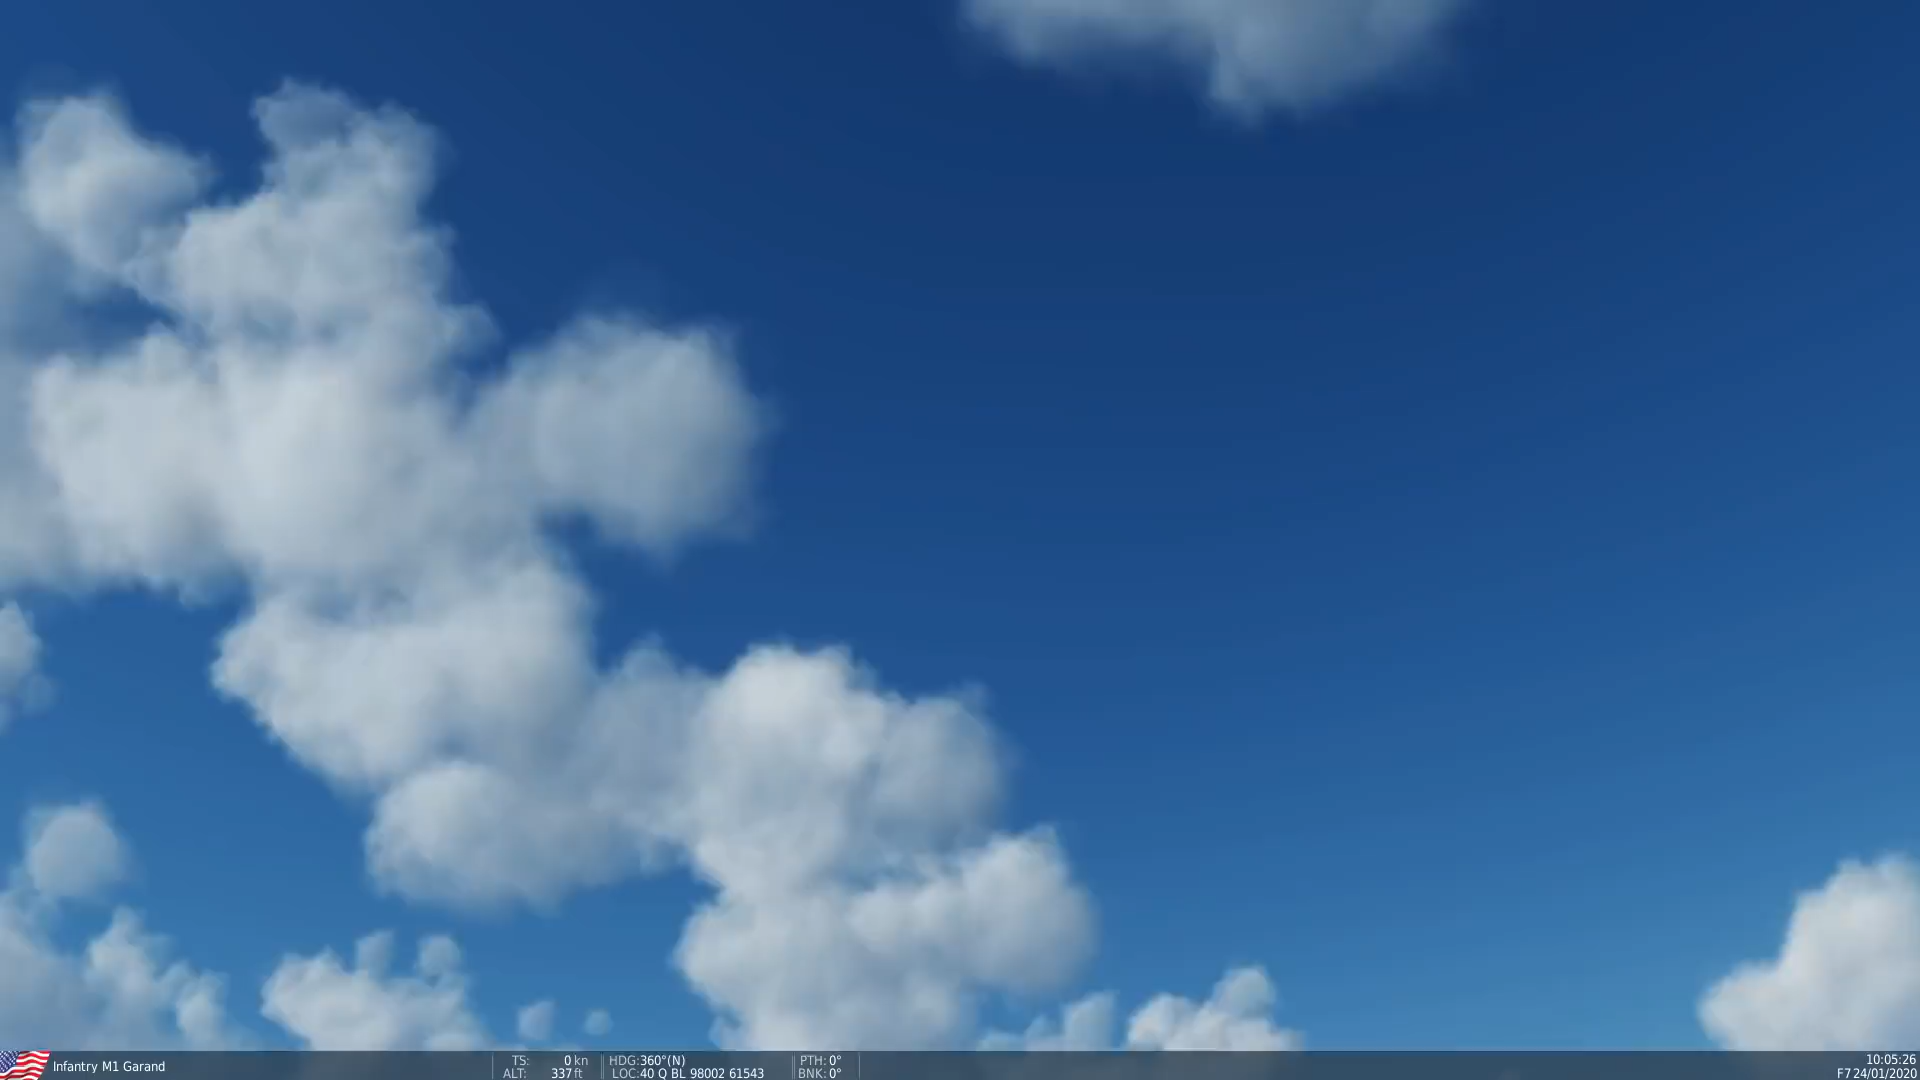 Infantry M1 Garand
TS: 0 kn
ALT: 337 ft
HDG:360°(N)
LOC:40 Q BL 98002 61543
PTH: 0°
BNK: 0°
10:05:26
F7 24/01/2020